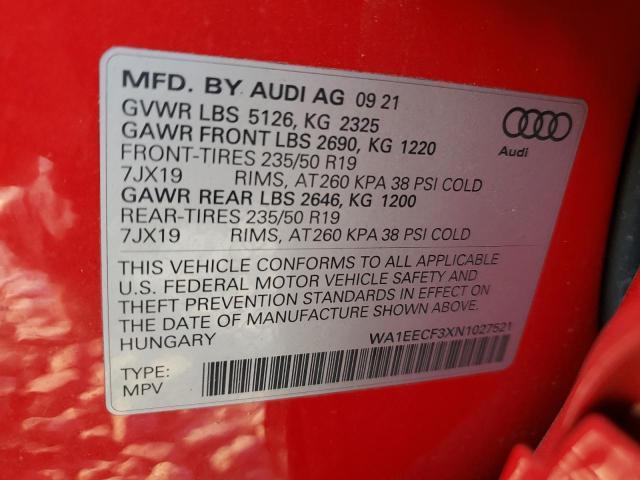 MFD. BY AUDI AG 09 21
GVWR LBS 5126, KG 2325
GAWR FRONT LBS 2690, KG 1220
FRONT-TIRES 235/50 R19
7JX19 RIMS, AT260 KPA 38 PSI COLD
GAWR REAR LBS 2646, KG 1200
REAR-TIRES 235/50 R19
7JX19 RIMS, AT260 KPA 38 PSI COLD
Audi
THIS VEHICLE CONFORMS TO ALL APPLICABLE
U.S. FEDERAL MOTOR VEHICLE SAFETY AND
THEFT PREVENTION STANDARDS IN EFFECT ON
THE DATE OF MANUFACTURE SHOWN ABOVE.
HUNGARY
WA1EECF3XN1027521
TYPE:
MPV